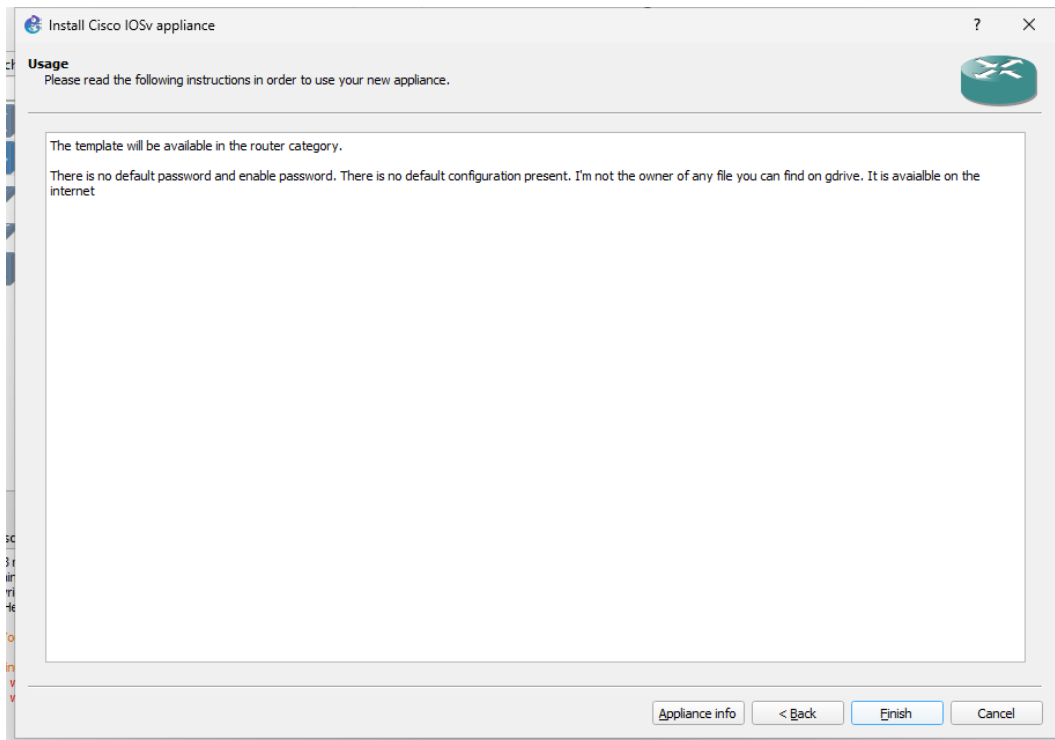 Install Cisco IOSv appliance
?
Usage
Please read the following instructions in order to use your new appliance.
The template will be available in the router category.
There is no default password and enable password. There is no default configuration present. I'm not the owner of any file you can find on gdrive. It is avaialble on the
internet
Appliance info
< Back
Finish
Cancel